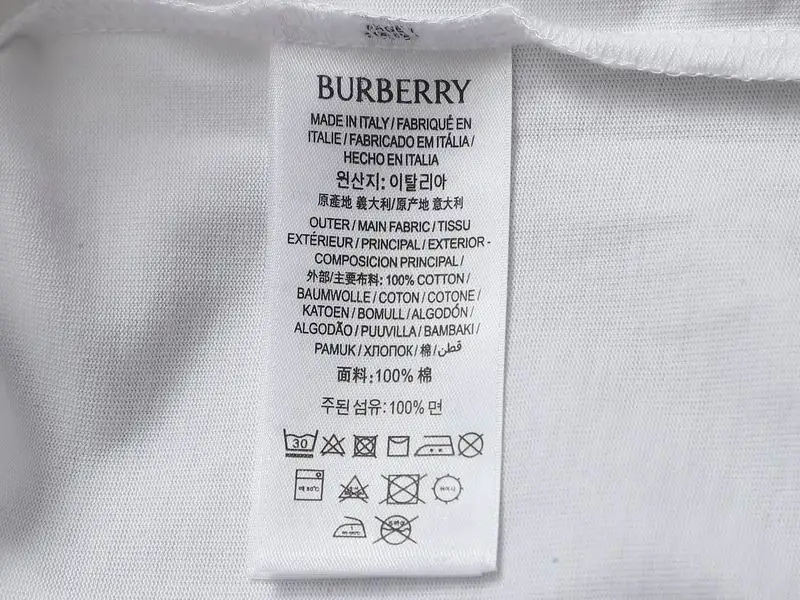 PAGE 1
BURBERRY
MADE IN ITALY / FABRIQUÉ EN
ITALIE / FABRICADO EM ITÁLIA /
HECHO EN ITALIA
원산지: 이탈리아
原產地 義大利/原产地 意大利
OUTER / MAIN FABRIC / TISSU
EXTÉRIEUR / PRINCIPAL / EXTERIOR -
COMPOSICION PRINCIPAL /
外部/主要布料: 100% COTTON /
BAUMWOLLE / COTON / COTONE /
KATOEN / BOMULL / ALGODÓN /
ALGODÃO / PUUVILLA / BAMBAKI /
PAMUK / ХЛОПОК / 棉 / قطن
面料:100% 棉
주된 섬유:100% 면
30